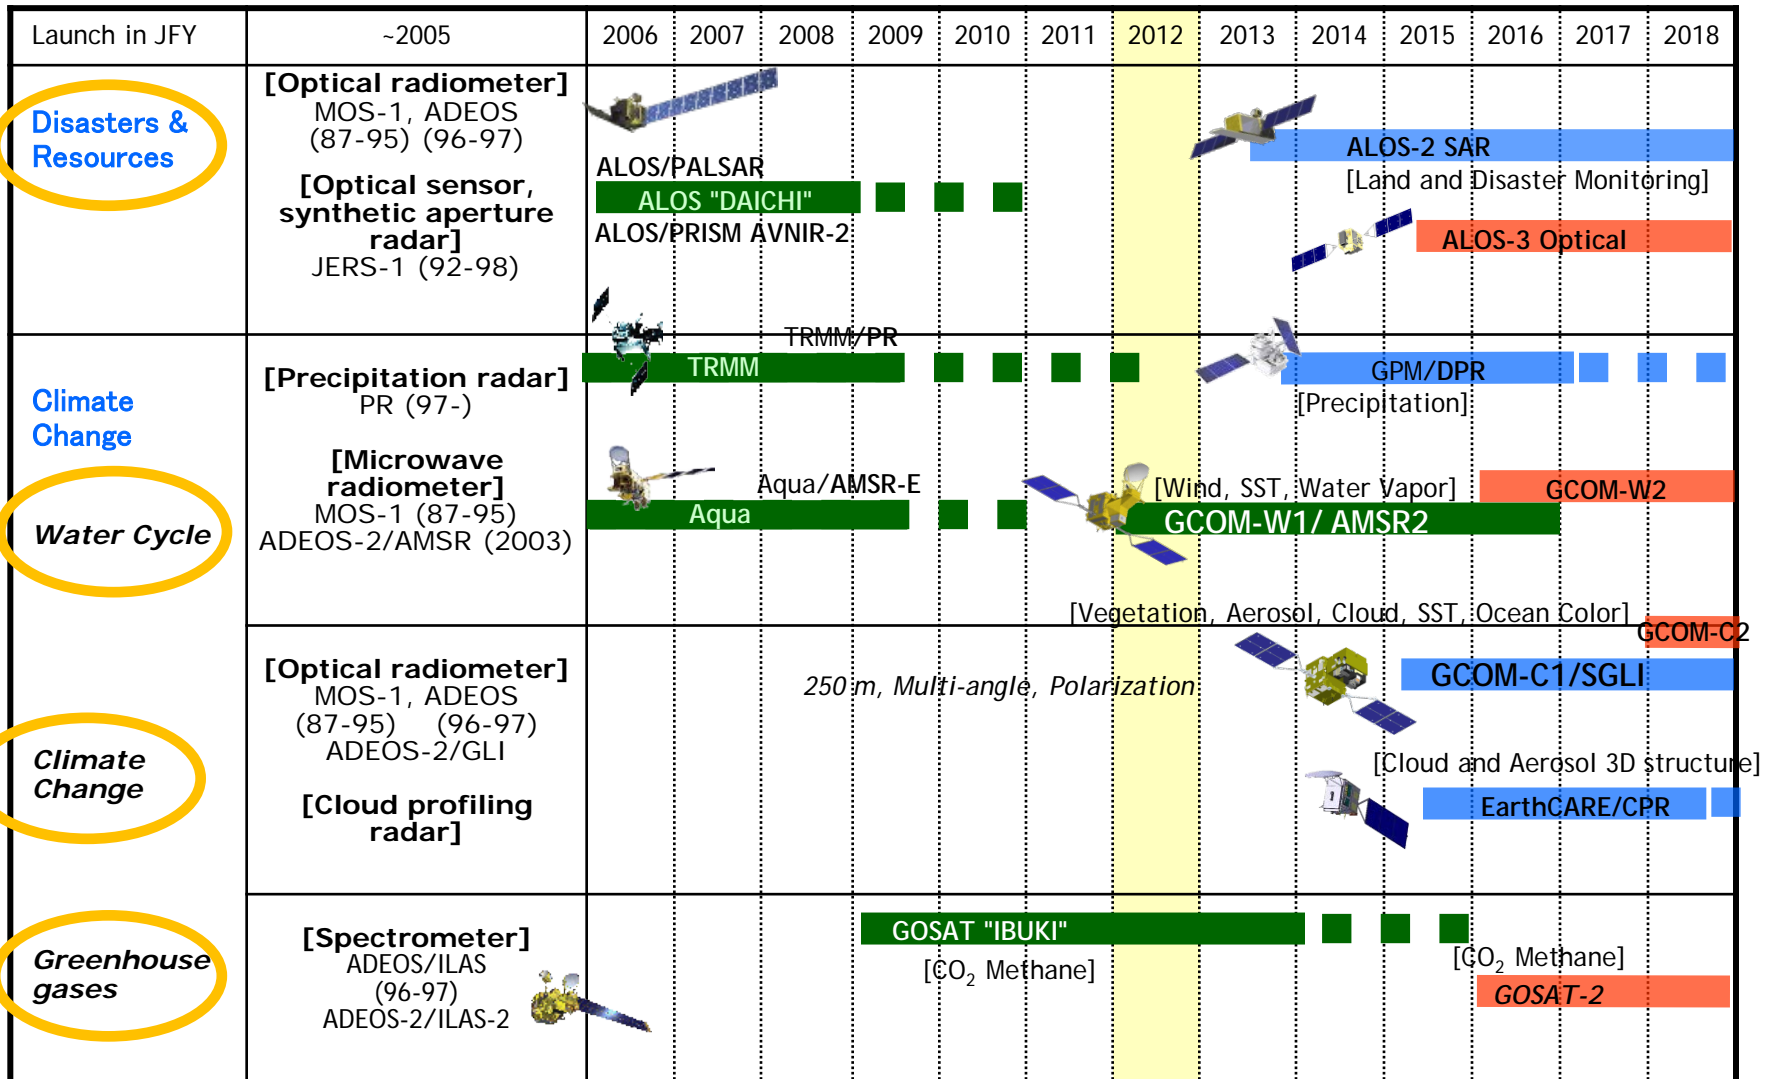 Launch in JFY ~2005 2006 2007 2008 2009 2010 2011 2012 2013 2014 2015 2016 2017 2018
Disasters &
Resources
[Optical radiometer]
MOS-1, ADEOS
(87-95) (96-97)
[Optical sensor,
synthetic aperture
radar]
JERS-1 (92-98)
ALOS/PALSAR
ALOS "DAICHI"
ALOS/PRISM AVNIR-2
ALOS-2 SAR
[Land and Disaster Monitoring]
ALOS-3 Optical
Climate
Change
Water Cycle
[Precipitation radar]
PR (97-)
[Microwave
radiometer]
MOS-1 (87-95)
ADEOS-2/AMSR (2003)
TRMM/PR
TRMM
GPM/DPR
[Precipitation]
Aqua/AMSR-E
Aqua
[Wind, SST, Water Vapor]
GCOM-W2
GCOM-W1/ AMSR2
[Vegetation, Aerosol, Cloud, SST, Ocean Color]
GCOM-C2
Climate
Change
[Optical radiometer]
MOS-1, ADEOS
(87-95) (96-97)
ADEOS-2/GLI
[Cloud profiling
radar]
250 m, Multi-angle, Polarization
GCOM-C1/SGLI
[Cloud and Aerosol 3D structure]
EarthCARE/CPR
Greenhouse
gases
[Spectrometer]
ADEOS/ILAS
(96-97)
ADEOS-2/ILAS-2
GOSAT "IBUKI"
[CO2 Methane]
[CO2 Methane]
GOSAT-2